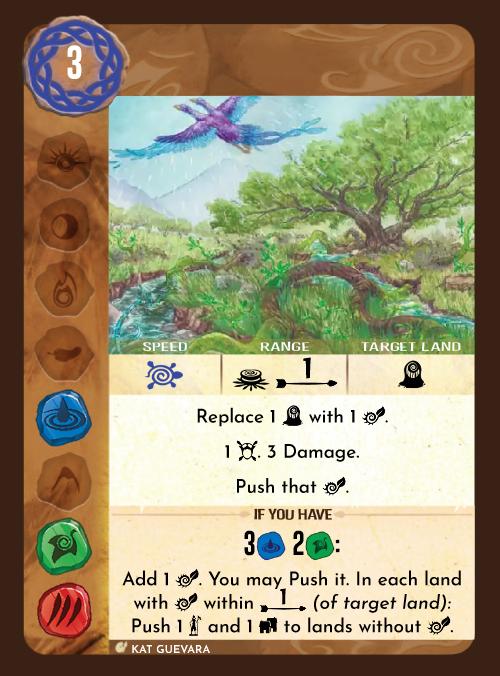 3
SPEED RANGE TARGET LAND
1
Replace 1 with 1 .
1 . 3 Damage.
Push that .
IF YOU HAVE
3 2 :
Add 1 . You may Push it. In each land
with within 1 (of target land):
Push 1 and 1 to lands without .
KAT GUEVARA